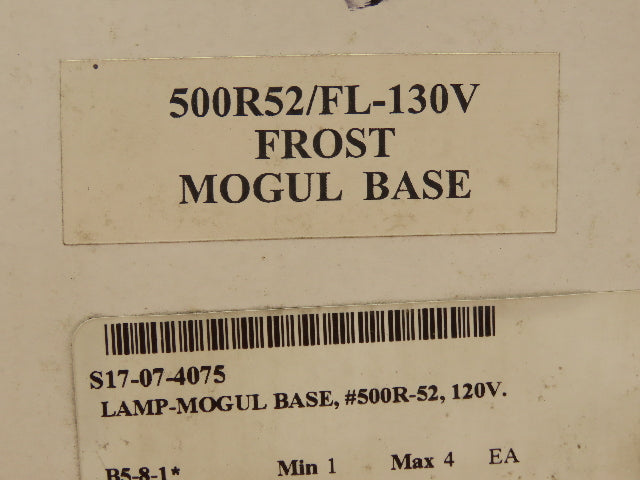 500R52/FL-130V
FROST
MOGUL BASE
S17-07-4075
LAMP-MOGUL BASE, #500R-52, 120V.
B5-8-1* Min 1 Max 4 EA